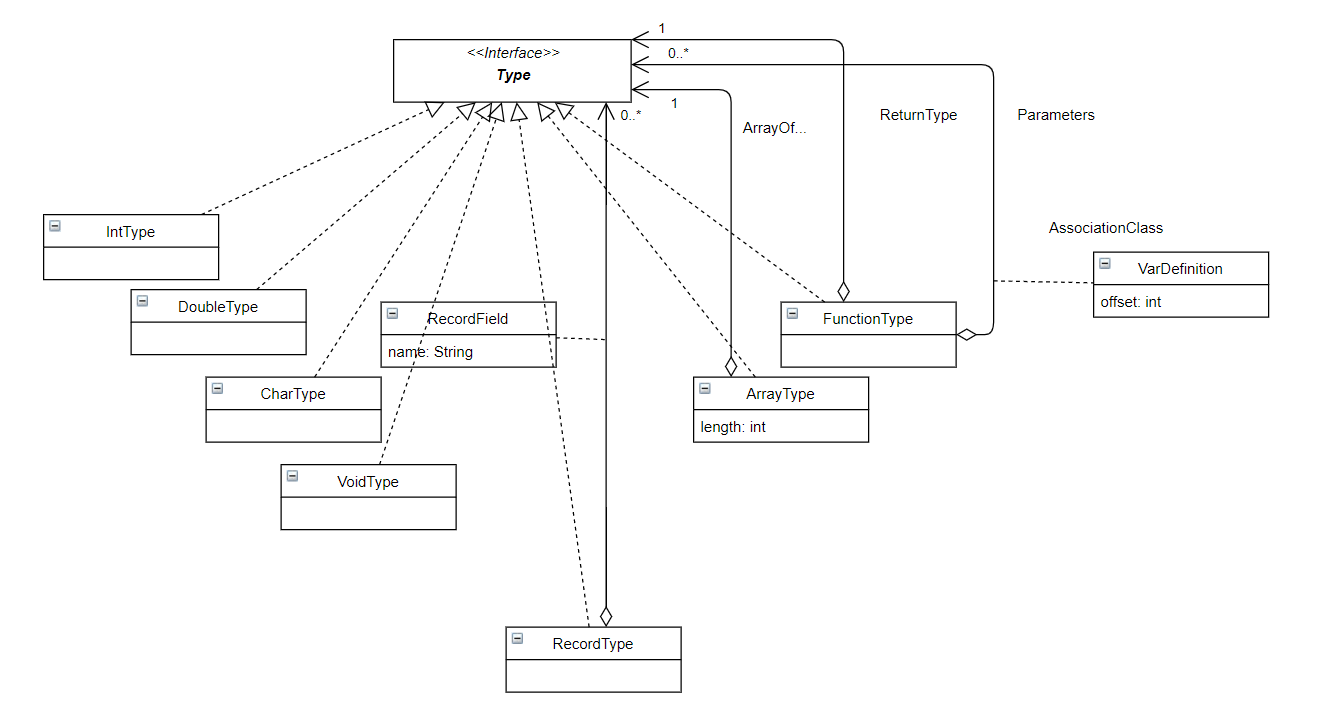 1
<<Interface>>
0..*
Type
1
0..*
ReturnType
Parameters
ArrayOf...
IntType
AssociationClass
VarDefinition
offset: int
DoubleType
RecordField
name: String
FunctionType
CharType
ArrayType
length: int
VoidType
RecordType